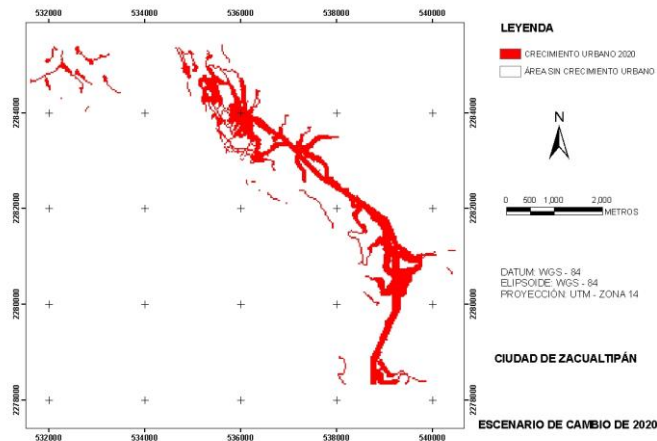 532000 534000 536000 538000 540000
LEYENDA
CRECIMIENTO URBANO 2020
ÁREA SIN CRECIMIENTO URBANO
N
2284000 2284000
2282000 2282000
0 500 1,000 2,000
METROS
DATUM: WGS - 84
ELIPSOIDE: WGS - 84
PROYECCIÓN: UTM - ZONA 14
2280000 2280000
CIUDAD DE ZACUALTIPÁN
2278000 2278000
ESCENARIO DE CAMBIO DE 2020
532000 534000 536000 538000 540000